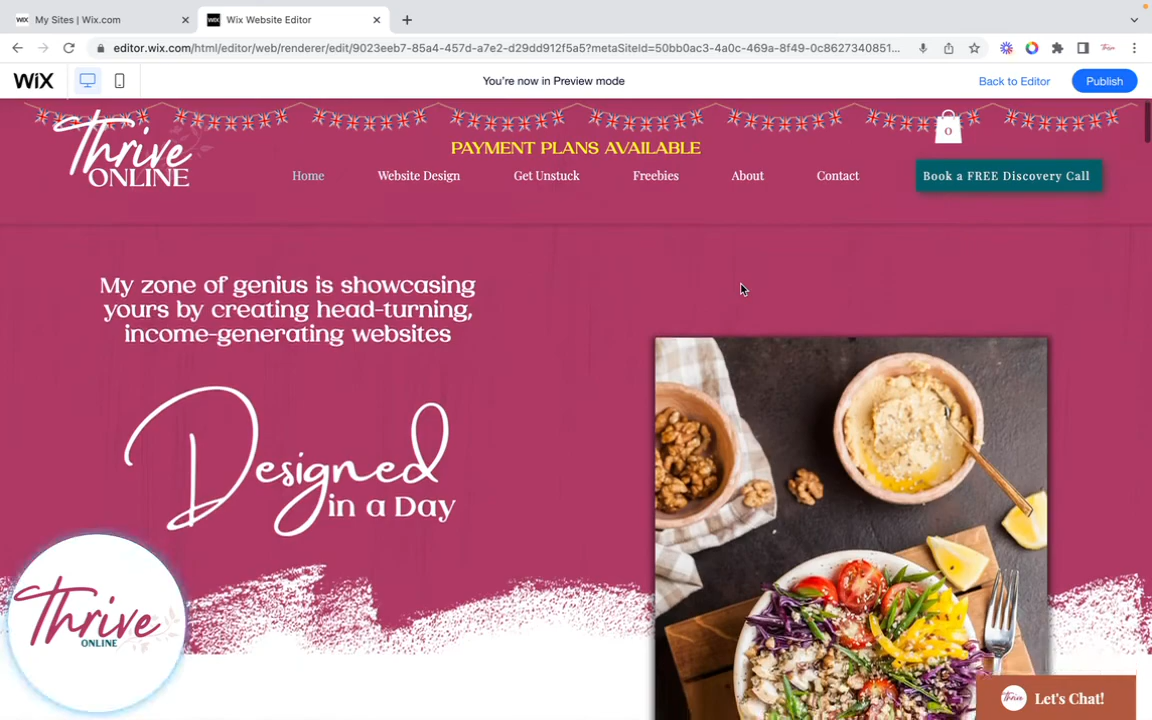 My Sites | Wix.com
Wix Website Editor
editor.wix.com/html/editor/web/renderer/edit/9023eeb7-85a4-457d-a7e2-d29dd912f5a5?metaSiteId=50bb0ac3-4a0c-469a-8f49-0c8627340851...
WIX
You're now in Preview mode
Back to Editor
Publish
Thrive
ONLINE
PAYMENT PLANS AVAILABLE
0
Home
Website Design
Get Unstuck
Freebies
About
Contact
Book a FREE Discovery Call
My zone of genius is showcasing
yours by creating head-turning,
income-generating websites
Designed
in a Day
Thrive
ONLINE
Thrive
Let's Chat!